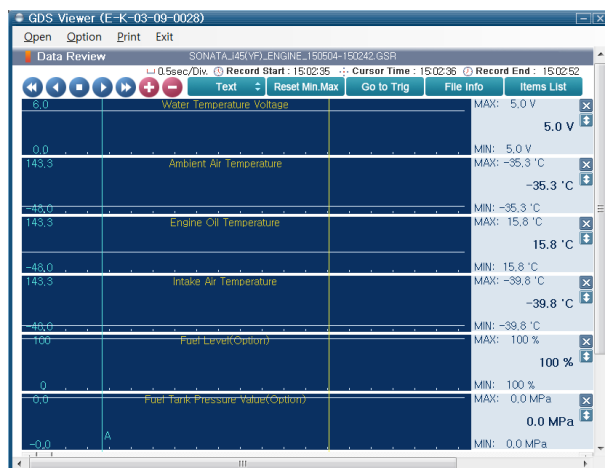 GDS Viewer (E-K-03-09-0028)
Open Option Print Exit
Data Review SONATA_i45(YF)_ENGINE_150504-150242.GSR
0.5sec/Div. Record Start : 15:02:35 Cursor Time : 15:02:36 Record End : 15:02:52
Text Reset Min.Max Go to Trig File Info Items List
6.0 Water Temperature Voltage MAX: 5.0 V
5.0 V
0.0 MIN: 5.0 V
143.3 Ambient Air Temperature MAX: -35.3 °C
-35.3 °C
-48.0 MIN: -35.3 °C
143.3 Engine Oil Temperature MAX: 15.8 °C
15.8 °C
-48.0 MIN: 15.8 °C
143.3 Intake Air Temperature MAX: -39.8 °C
-39.8 °C
-40.0 MIN: -39.8 °C
100 Fuel Level(Option) MAX: 100 %
100 %
0 MIN: 100 %
0.0 Fuel Tank Pressure Value(Option) MAX: 0.0 MPa
0.0 MPa
A
-0.0 MIN: 0.0 MPa